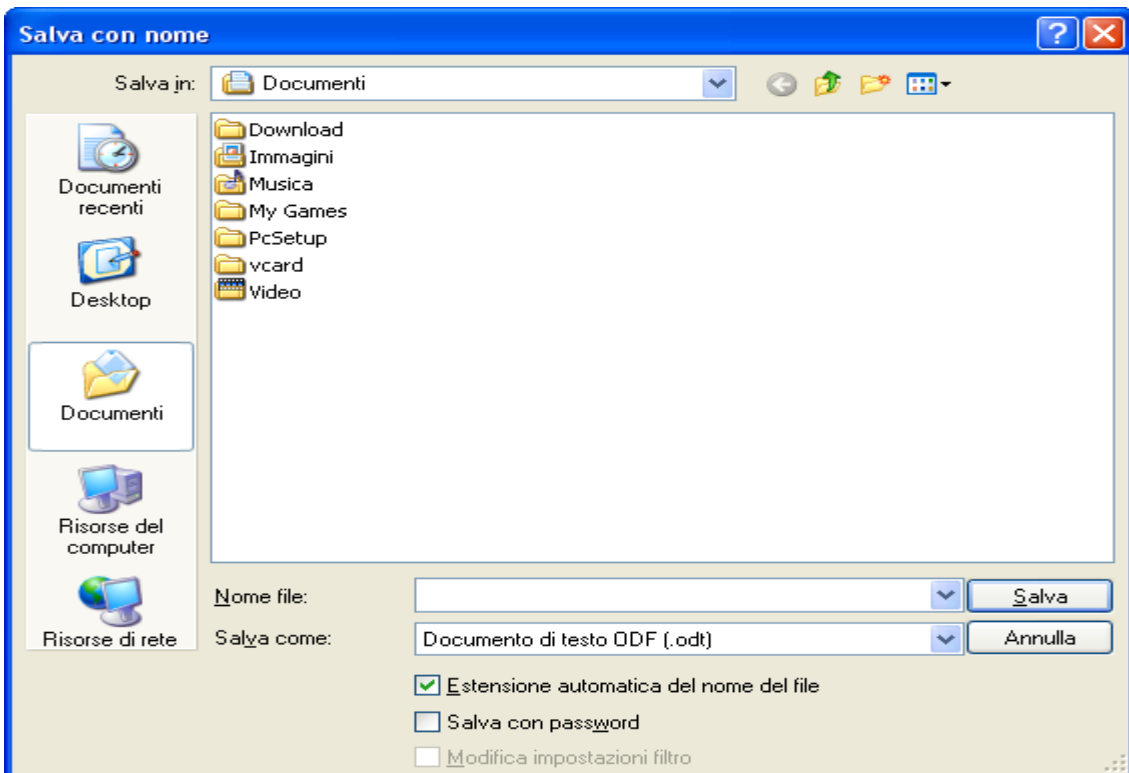 Salva con nome
Salva in:
Documenti
Documenti
recenti
Desktop
Documenti
Risorse del
computer
Risorse di rete
Download
Immagini
Musica
My Games
PcSetup
vcard
Video
Nome file:
Salva
Salva come:
Documento di testo ODF (.odt)
Annulla
Estensione automatica del nome del file
Salva con password
Modifica impostazioni filtro